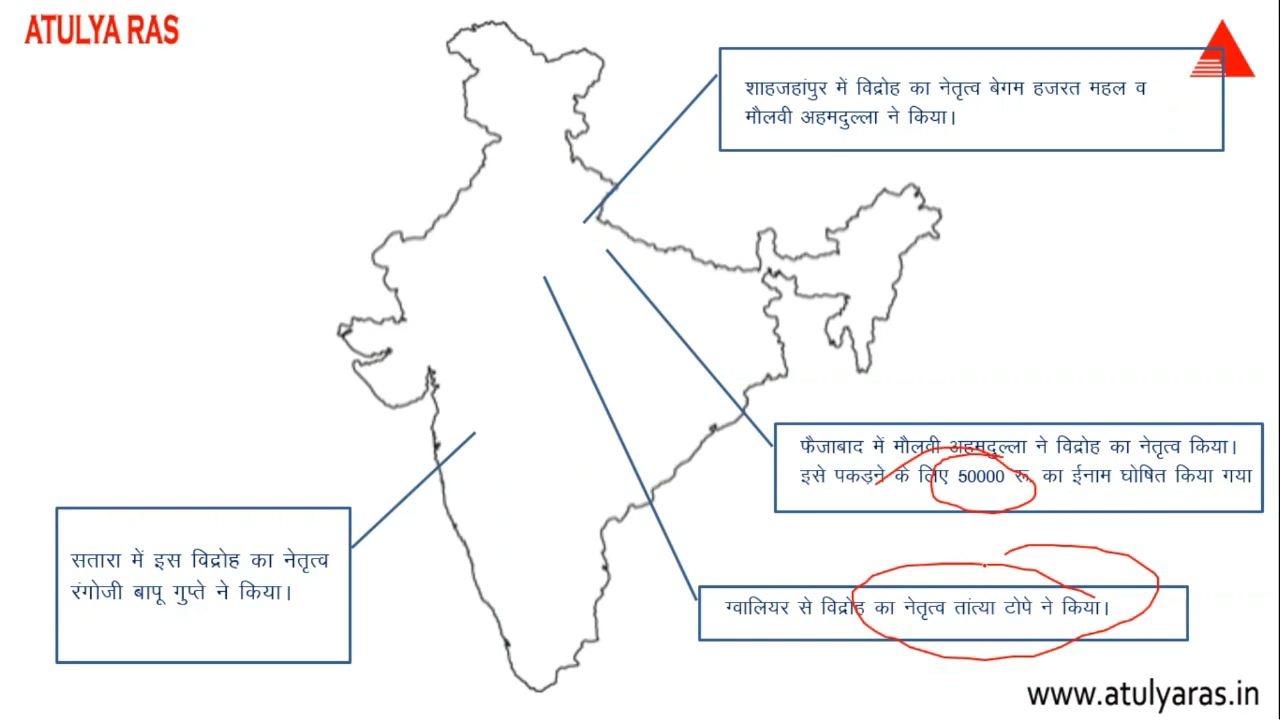 ATULYA RAS
शाहजहांपुर में विद्रोह का नेतृत्व बेगम हजरत महल व
मौलवी अहमदुल्ला ने किया।
फैजाबाद में मौलवी अहमदुल्ला ने विद्रोह का नेतृत्व किया।
इसे पकड़ने के लिए 50000 रू. का ईनाम घोषित किया गया
सतारा में इस विद्रोह का नेतृत्व
रंगोजी बापू गुप्ते ने किया।
ग्वालियर से विद्रोह का नेतृत्व तांत्या टोपे ने किया।
www.atulyaras.in